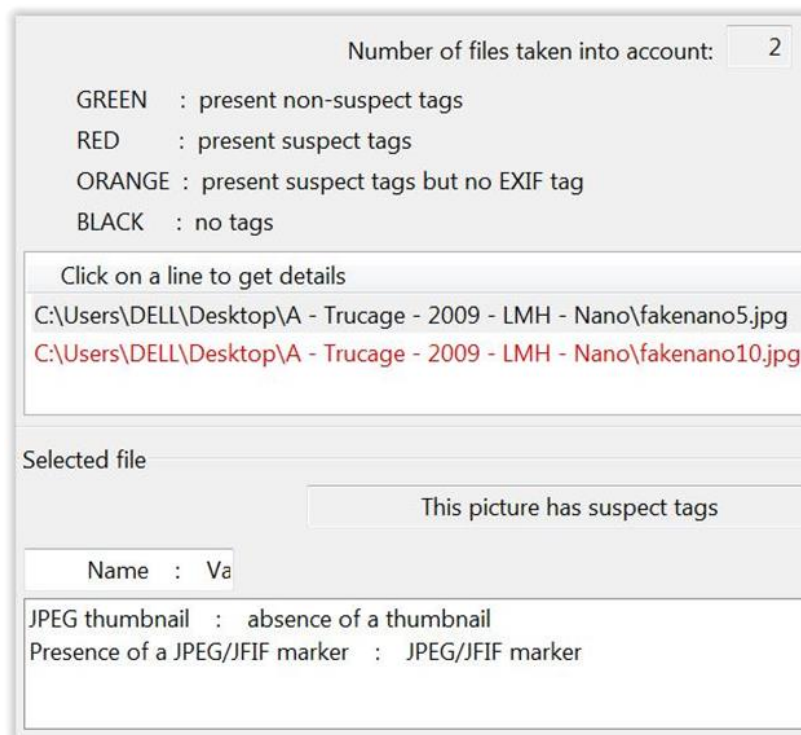 Number of files taken into account: 2
GREEN : present non-suspect tags
RED : present suspect tags
ORANGE : present suspect tags but no EXIF tag
BLACK : no tags
Click on a line to get details
C:\Users\DELL\Desktop\A - Trucage - 2009 - LMH - Nano\fakenano5.jpg
C:\Users\DELL\Desktop\A - Trucage - 2009 - LMH - Nano\fakenano10.jpg
Selected file
This picture has suspect tags
Name : Va
JPEG thumbnail : absence of a thumbnail
Presence of a JPEG/JFIF marker : JPEG/JFIF marker